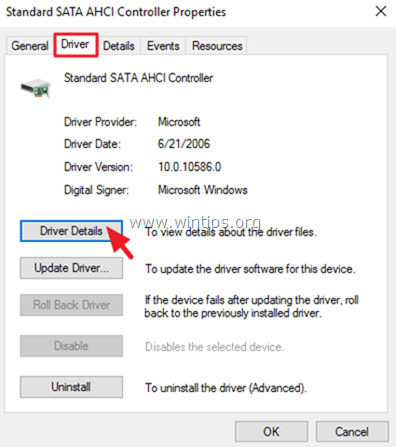 Standard SATA AHCI Controller Properties
General Driver Details Events Resources
Standard SATA AHCI Controller
Driver Provider: Microsoft
Driver Date: 6/21/2006
Driver Version: 10.0.10586.0
Digital Signer: Microsoft Windows
www.wintips.org
Driver Details To view details about the driver files.
Update Driver... To update the driver software for this device.
Roll Back Driver If the device fails after updating the driver, roll
back to the previously installed driver.
Disable Disables the selected device.
Uninstall To uninstall the driver (Advanced).
OK Cancel